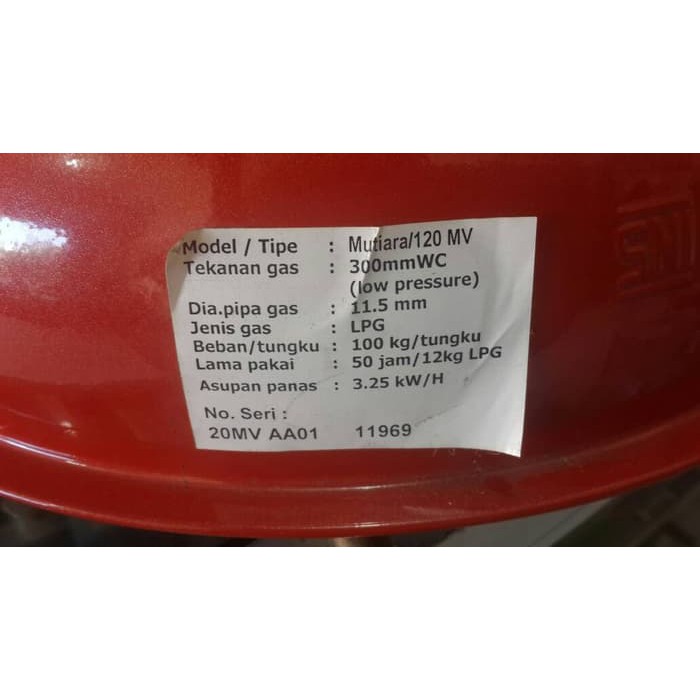 Model / Tipe : Mutiara/120 MV
Tekanan gas : 300mmWC
(low pressure)
Dia.pipa gas : 11.5 mm
Jenis gas : LPG
Beban/tungku : 100 kg/tungku
Lama pakai : 50 jam/12kg LPG
Asupan panas : 3.25 kW/H
No. Seri :
20MV AA01 11969